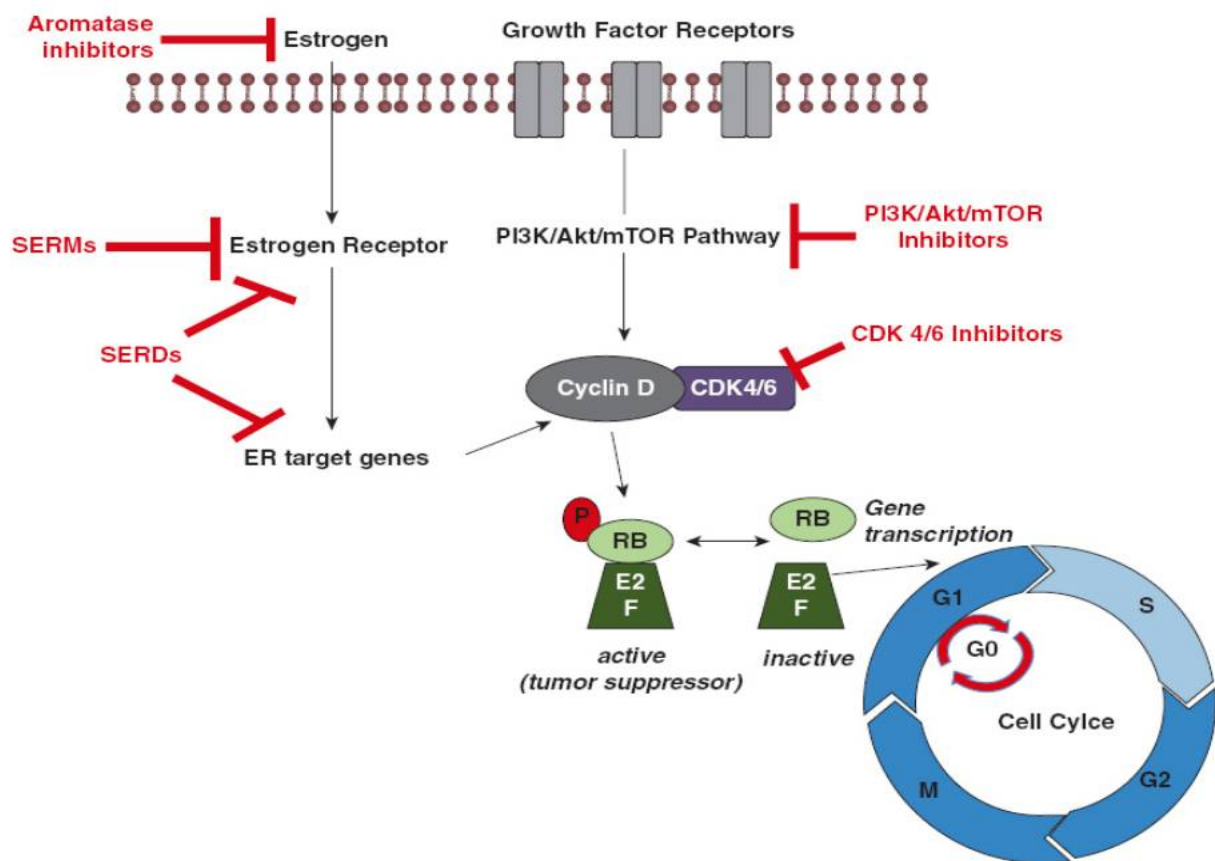 Aromatase
inhibitors
Estrogen
Growth Factor Receptors
SERMs
Estrogen Receptor
PI3K/Akt/mTOR Pathway
PI3K/Akt/mTOR
Inhibitors
SERDs
CDK 4/6 Inhibitors
Cyclin D
CDK4/6
ER target genes
P
RB
E2
F
active
(tumor suppressor)
RB
E2
F
inactive
Gene
transcription
G1
S
G0
Cell Cylce
M
G2